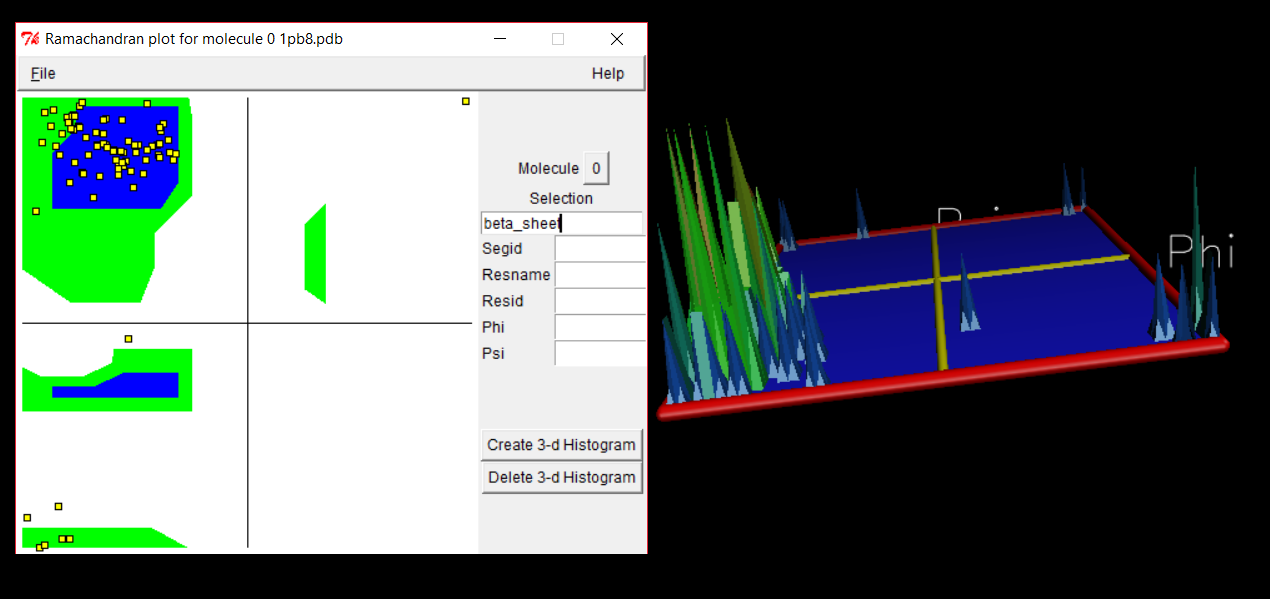 Ramachandran plot for molecule 0 1pb8.pdb
File Help
Molecule 0
Selection
beta_sheet
Segid
Resname
Resid
Phi
Psi
Create 3-d Histogram
Delete 3-d Histogram
Phi